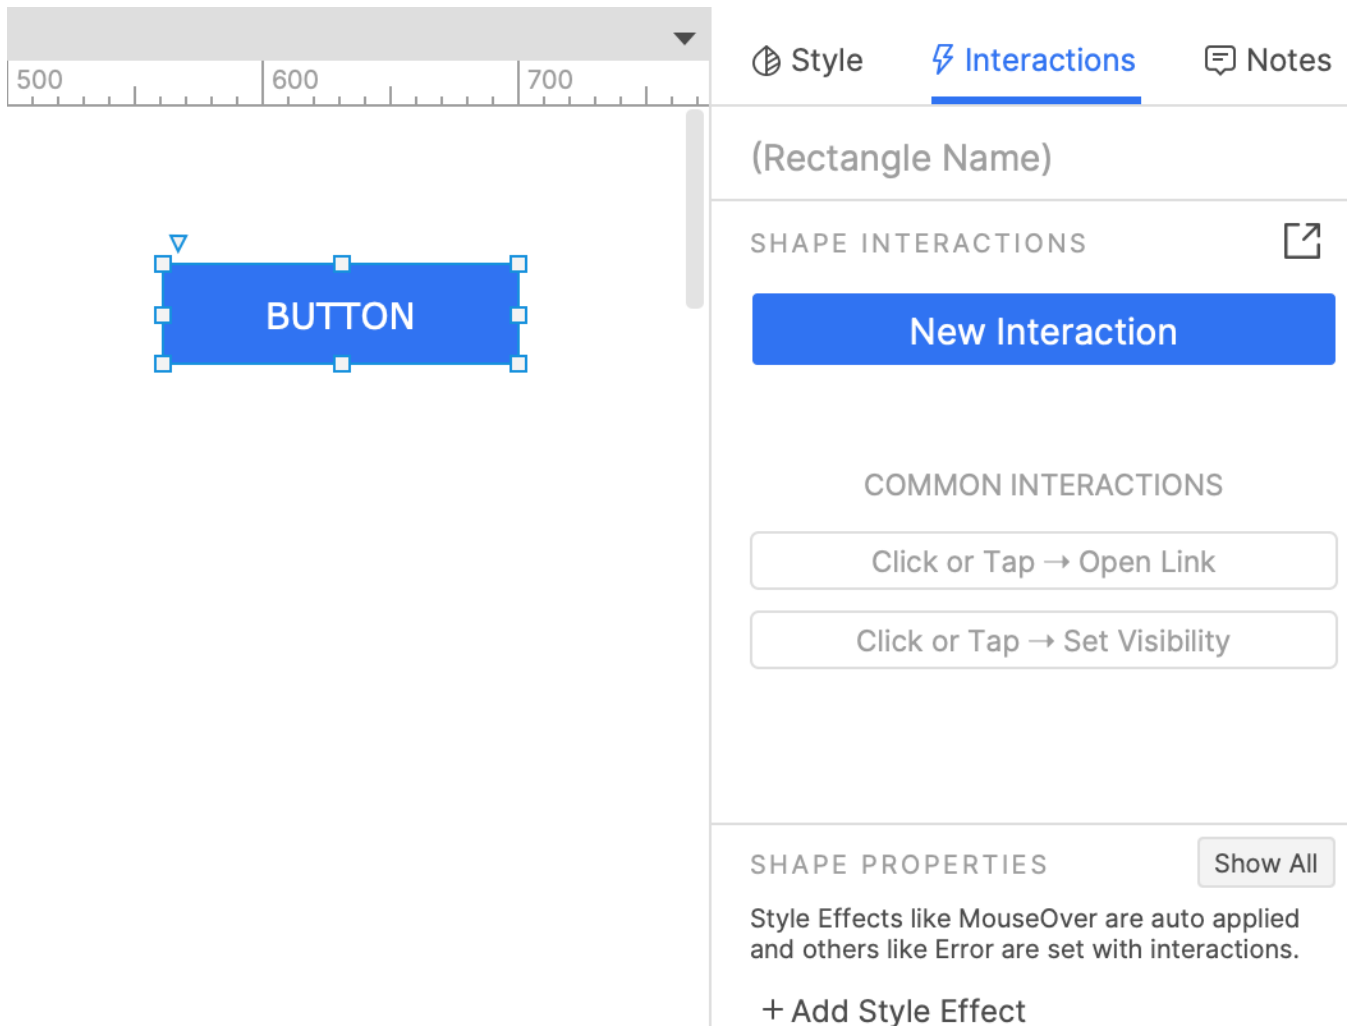 500 600 700
Style Interactions Notes
(Rectangle Name)
SHAPE INTERACTIONS
BUTTON
New Interaction
COMMON INTERACTIONS
Click or Tap → Open Link
Click or Tap → Set Visibility
SHAPE PROPERTIES Show All
Style Effects like MouseOver are auto applied
and others like Error are set with interactions.
+ Add Style Effect